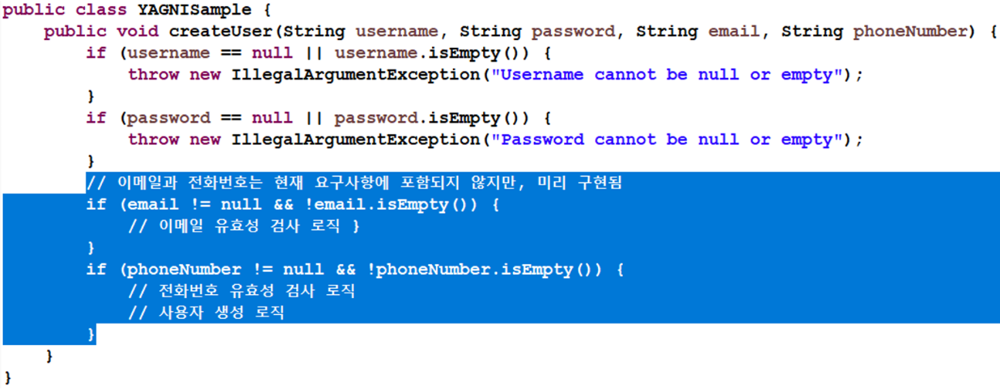 public class YAGNISample {
    public void createUser(String username, String password, String email, String phoneNumber) {
        if (username == null || username.isEmpty()) {
            throw new IllegalArgumentException("Username cannot be null or empty");
        }
        if (password == null || password.isEmpty()) {
            throw new IllegalArgumentException("Password cannot be null or empty");
        }
        // 이메일과 전화번호는 현재 요구사항에 포함되지 않지만, 미리 구현됨
        if (email != null && !email.isEmpty()) {
            // 이메일 유효성 검사 로직 }
        }
        if (phoneNumber != null && !phoneNumber.isEmpty()) {
            // 전화번호 유효성 검사 로직
            // 사용자 생성 로직
        }
    }
}